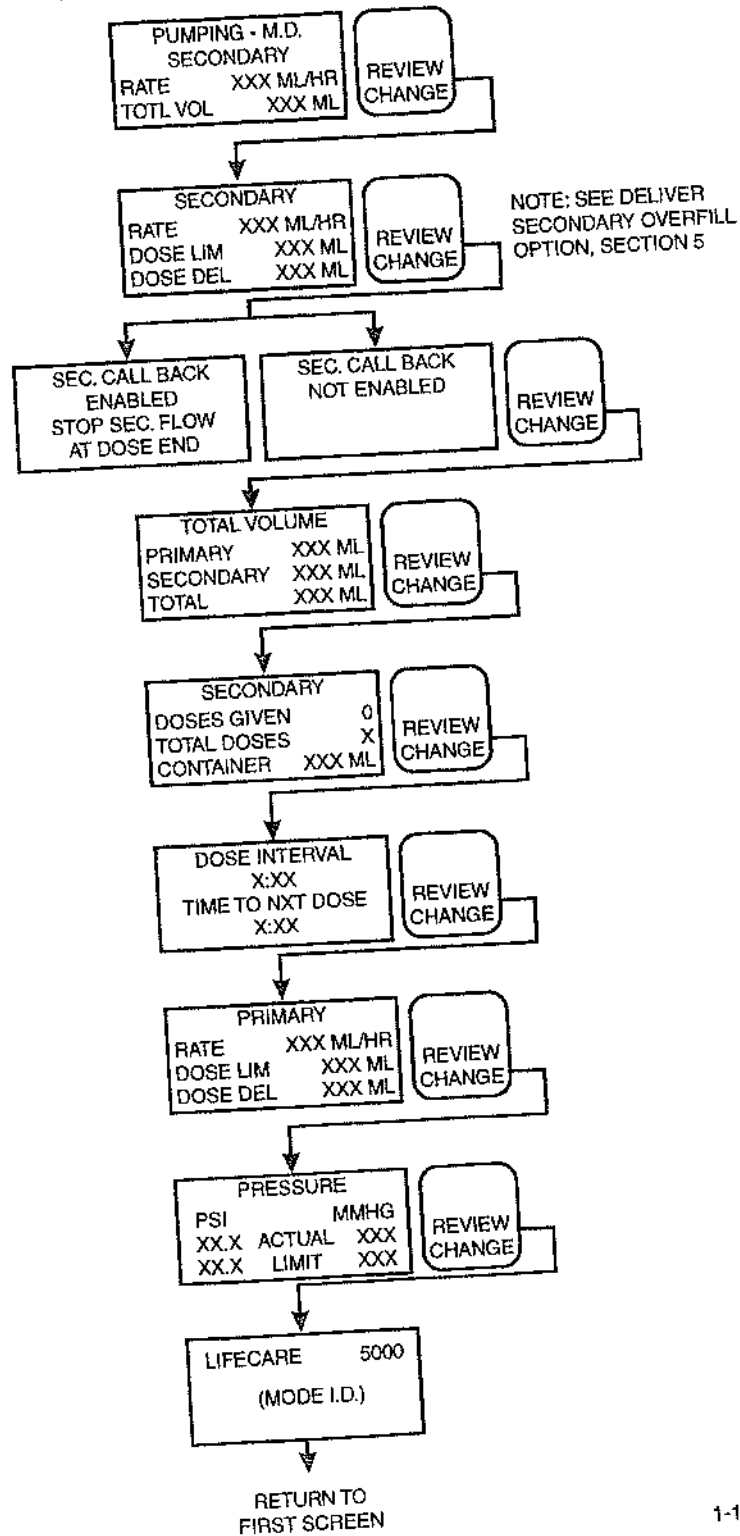 PUMPING - M.D.
SECONDARY
RATE XXX ML/HR
TOTL VOL XXX ML
REVIEW
CHANGE
SECONDARY
RATE XXX ML/HR
DOSE LIM XXX ML
DOSE DEL XXX ML
REVIEW
CHANGE
NOTE: SEE DELIVER
SECONDARY OVERFILL
OPTION, SECTION 5
SEC. CALL BACK
ENABLED
STOP SEC. FLOW
AT DOSE END
SEC. CALL BACK
NOT ENABLED
REVIEW
CHANGE
TOTAL VOLUME
PRIMARY XXX ML
SECONDARY XXX ML
TOTAL XXX ML
REVIEW
CHANGE
SECONDARY
DOSES GIVEN 0
TOTAL DOSES X
CONTAINER XXX ML
REVIEW
CHANGE
DOSE INTERVAL
X:XX
TIME TO NXT DOSE
X:XX
REVIEW
CHANGE
PRIMARY
RATE XXX ML/HR
DOSE LIM XXX ML
DOSE DEL XXX ML
REVIEW
CHANGE
PRESSURE
PSI MMHG
XX.X ACTUAL XXX
XX.X LIMIT XXX
REVIEW
CHANGE
LIFECARE 5000
(MODE I.D.)
RETURN TO
FIRST SCREEN
1-1